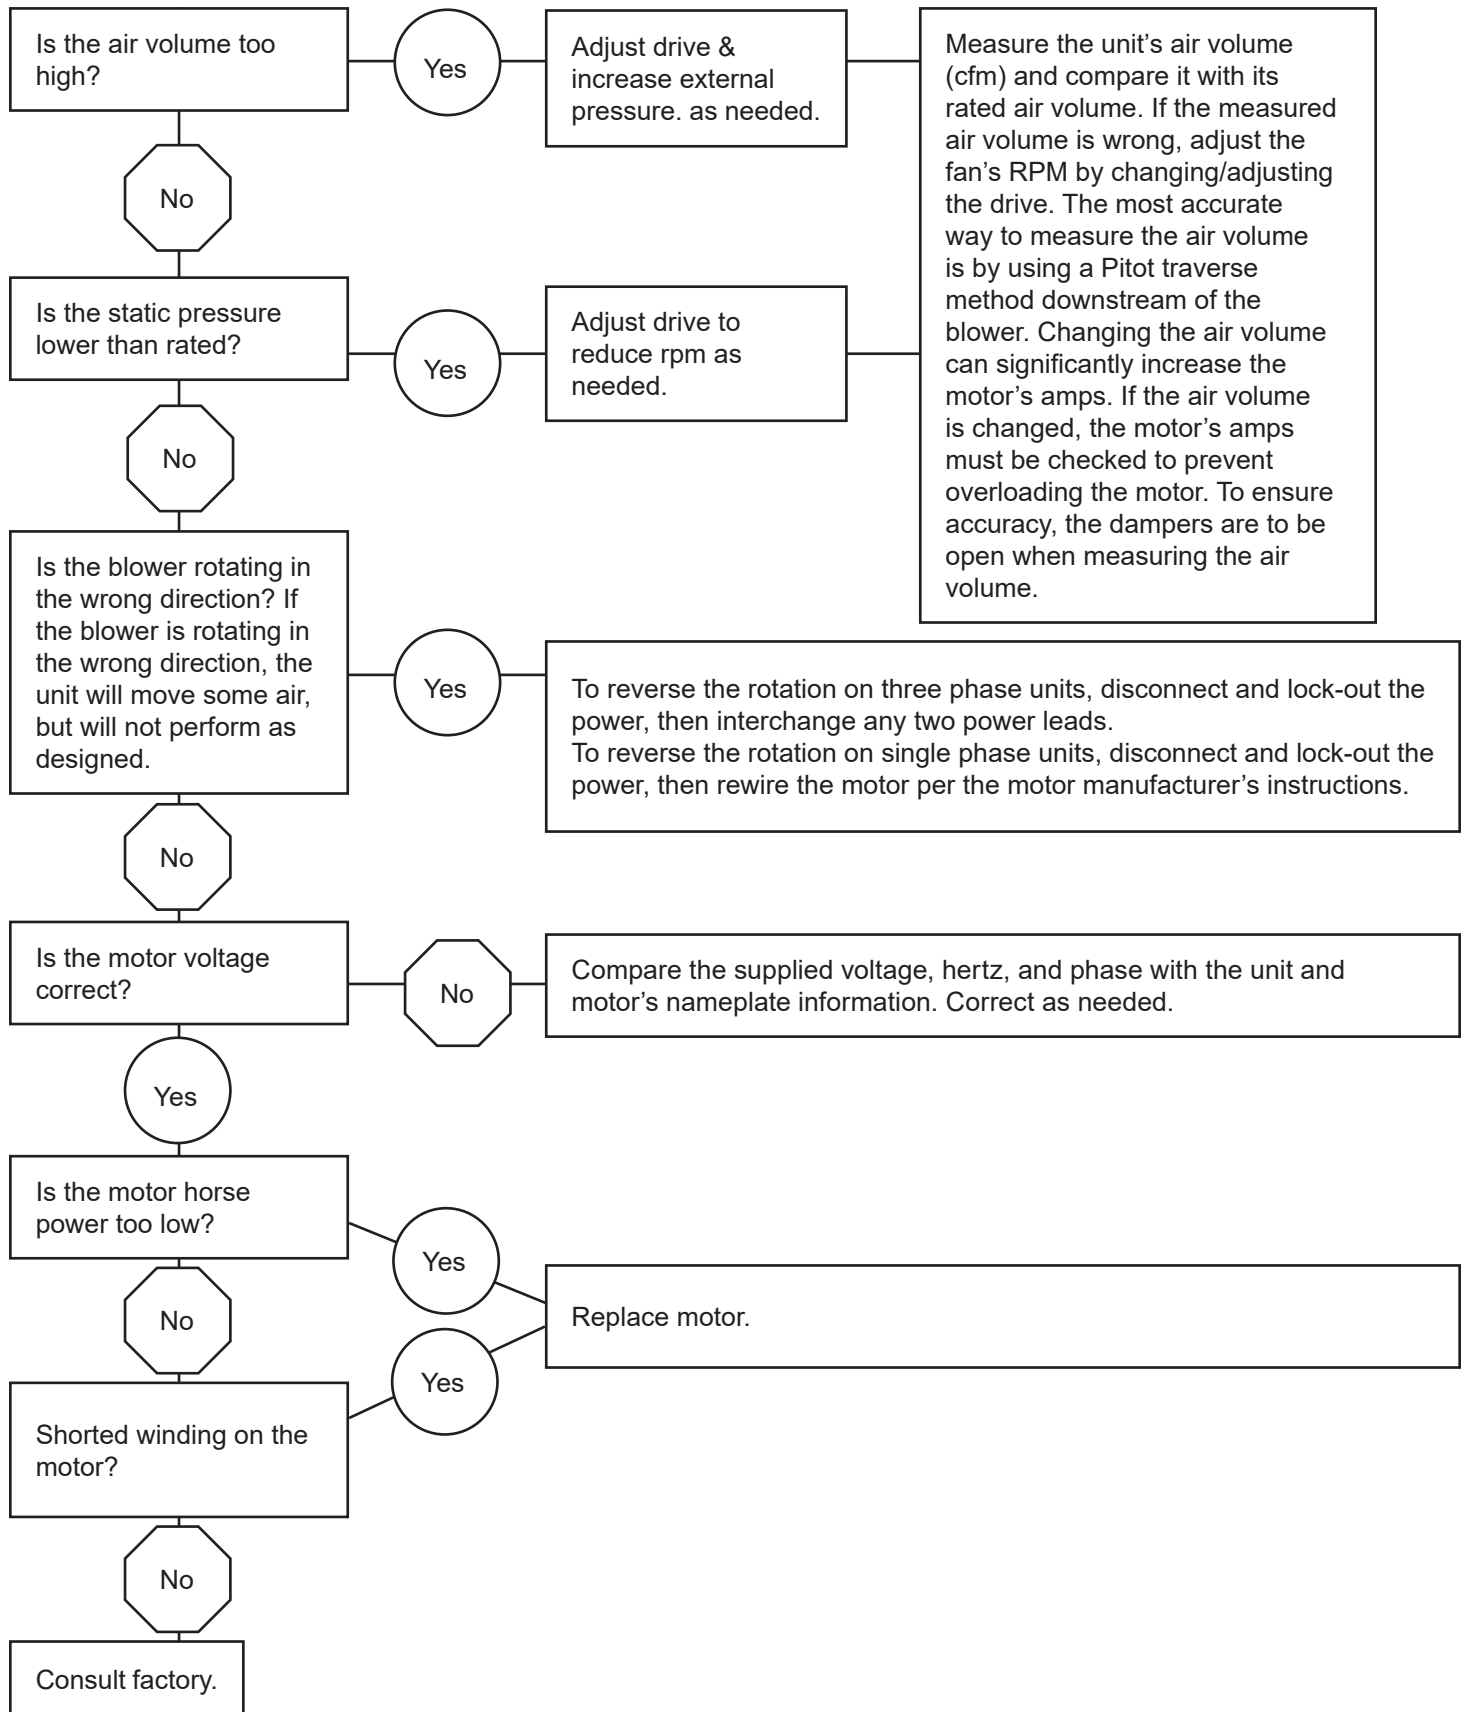 Is the air volume too
high?
Yes
Adjust drive &
increase external
pressure. as needed.
Measure the unit’s air volume
(cfm) and compare it with its
rated air volume. If the measured
air volume is wrong, adjust the
fan’s RPM by changing/adjusting
the drive. The most accurate
way to measure the air volume
is by using a Pitot traverse
method downstream of the
blower. Changing the air volume
can significantly increase the
motor’s amps. If the air volume
is changed, the motor’s amps
must be checked to prevent
overloading the motor. To ensure
accuracy, the dampers are to be
open when measuring the air
volume.
No
Is the static pressure
lower than rated?
Yes
Adjust drive to
reduce rpm as
needed.
No
Is the blower rotating in
the wrong direction? If
the blower is rotating in
the wrong direction, the
unit will move some air,
but will not perform as
designed.
Yes
To reverse the rotation on three phase units, disconnect and lock-out the
power, then interchange any two power leads.
To reverse the rotation on single phase units, disconnect and lock-out the
power, then rewire the motor per the motor manufacturer’s instructions.
No
Is the motor voltage
correct?
No
Compare the supplied voltage, hertz, and phase with the unit and
motor’s nameplate information. Correct as needed.
Yes
Is the motor horse
power too low?
Yes
Replace motor.
No
Yes
Shorted winding on the
motor?
No
Consult factory.